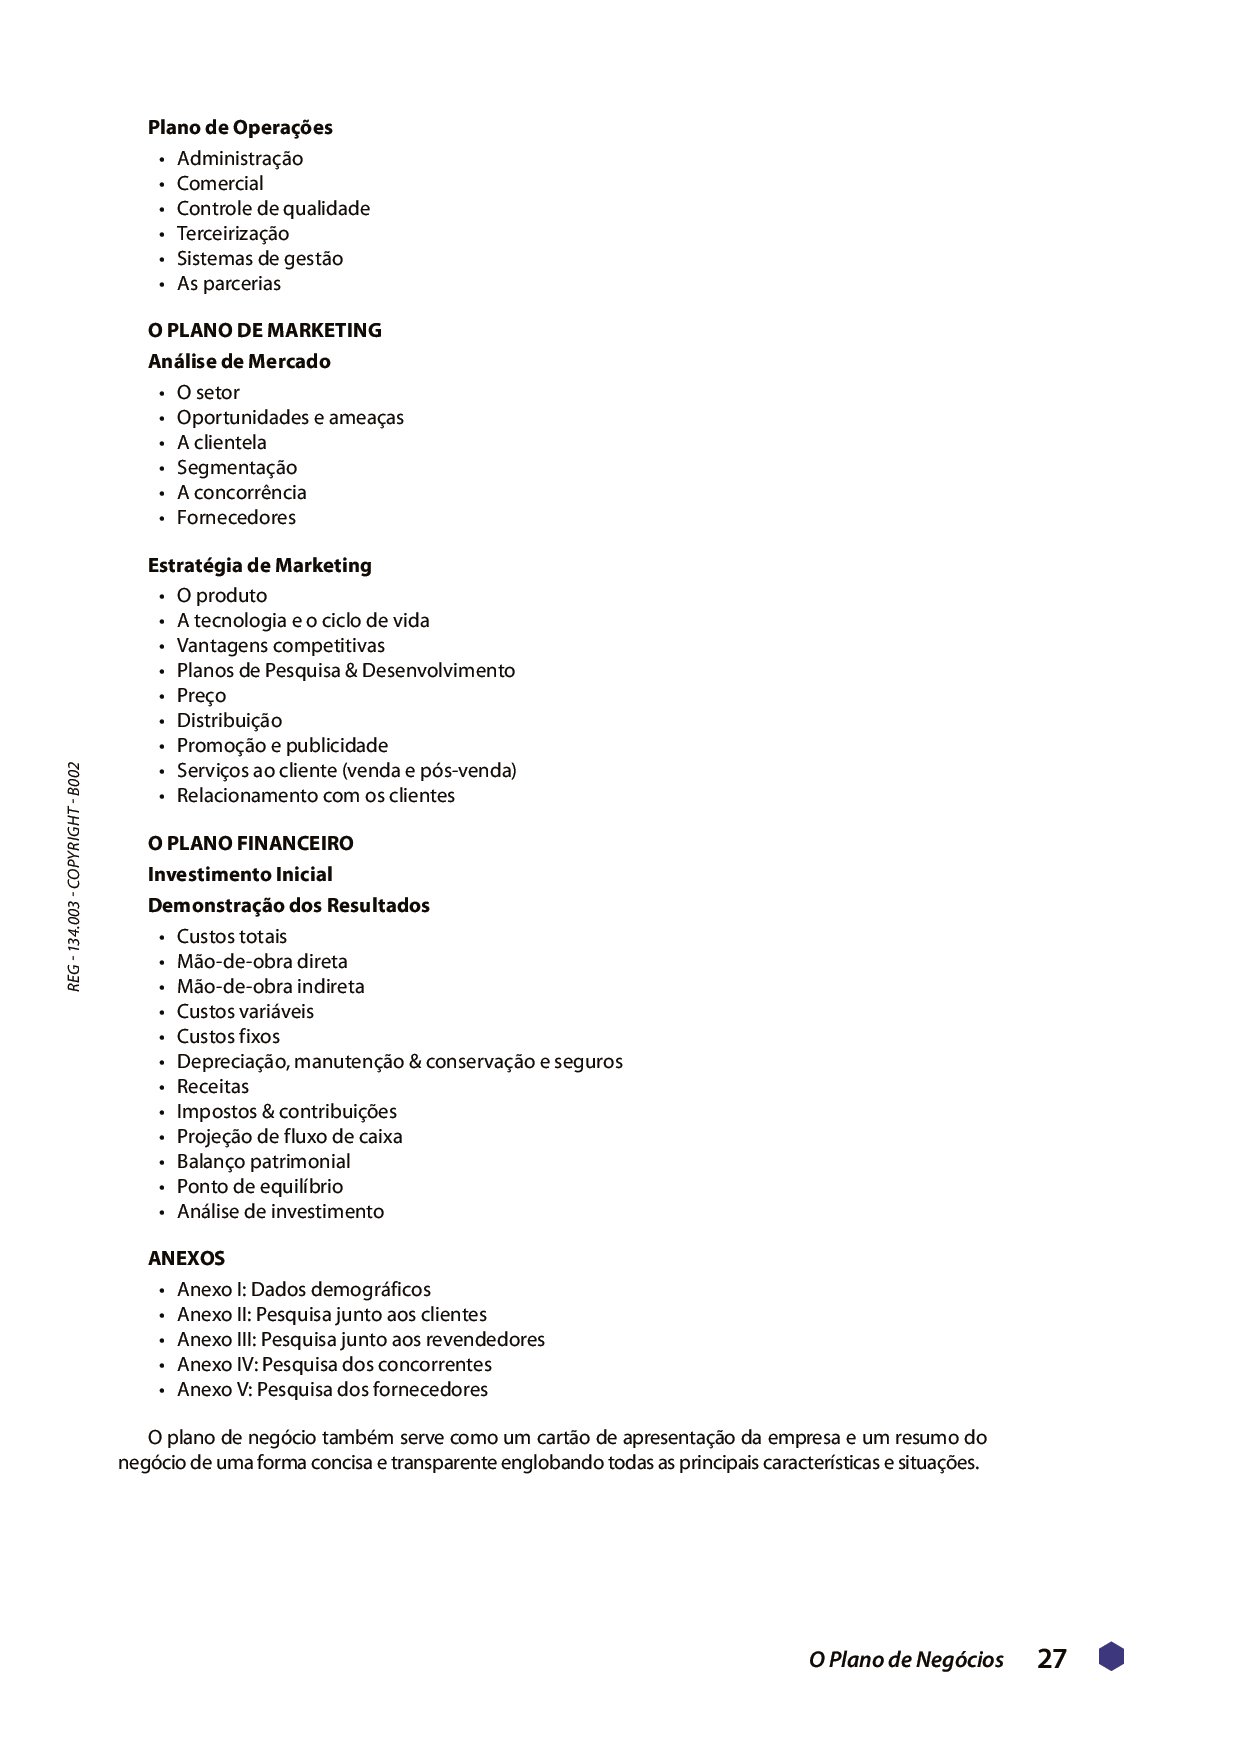 Plano de Operações
• Administração
• Comercial
• Controle de qualidade
• Terceirização
• Sistemas de gestão
• As parcerias
O PLANO DE MARKETING
Análise de Mercado
• O setor
• Oportunidades e ameaças
• A clientela
• Segmentação
• A concorrência
• Fornecedores
Estratégia de Marketing
• O produto
• A tecnologia e o ciclo de vida
• Vantagens competitivas
• Planos de Pesquisa & Desenvolvimento
• Preço
• Distribuição
• Promoção e publicidade
• Serviços ao cliente (venda e pós-venda)
• Relacionamento com os clientes
O PLANO FINANCEIRO
Investimento Inicial
Demonstração dos Resultados
• Custos totais
• Mão-de-obra direta
• Mão-de-obra indireta
• Custos variáveis
• Custos fixos
• Depreciação, manutenção & conservação e seguros
• Receitas
• Impostos & contribuições
• Projeção de fluxo de caixa
• Balanço patrimonial
• Ponto de equilíbrio
• Análise de investimento
ANEXOS
• Anexo I: Dados demográficos
• Anexo II: Pesquisa junto aos clientes
• Anexo III: Pesquisa junto aos revendedores
• Anexo IV: Pesquisa dos concorrentes
• Anexo V: Pesquisa dos fornecedores
O plano de negócio também serve como um cartão de apresentação da empresa e um resumo do
negócio de uma forma concisa e transparente englobando todas as principais características e situações.
REG - 134.003 - COPYRIGHT - B002
O Plano de Negócios 27